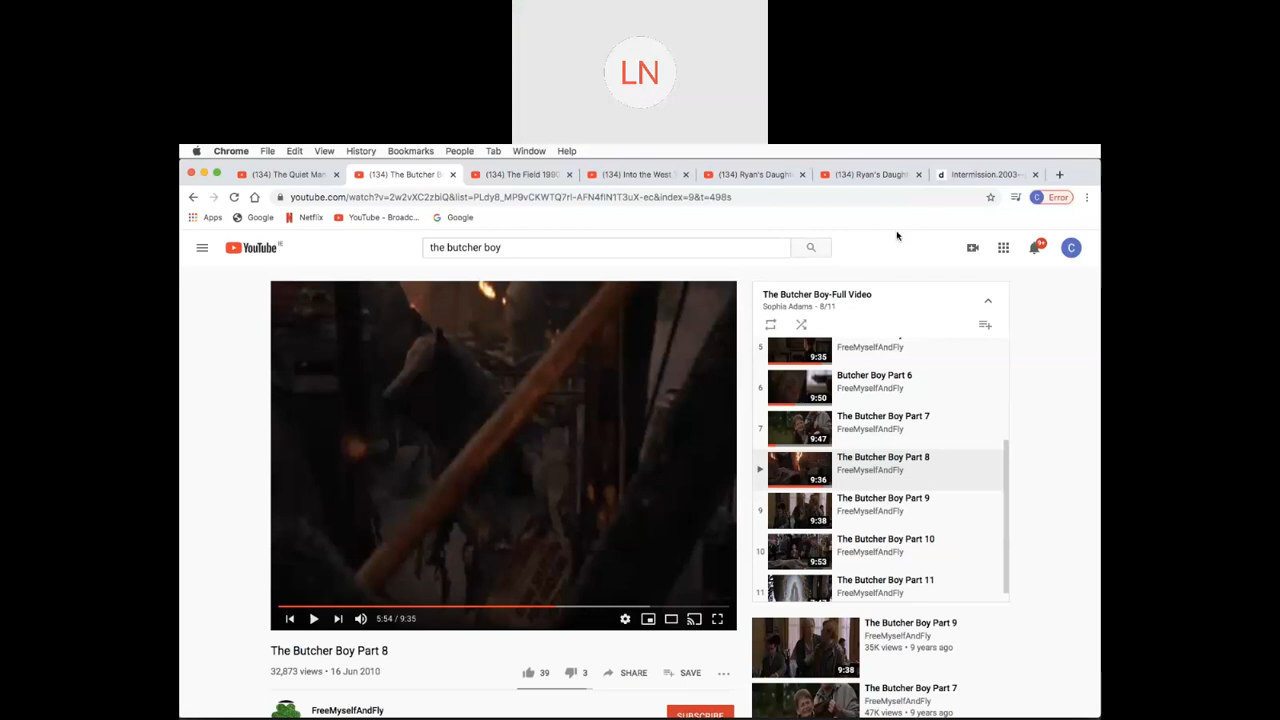 LN
Chrome File Edit View History Bookmarks People Tab Window Help
(134) The Quiet Man
(134) The Butcher B
(134) The Field 1990
(134) Into the West.
(134) Ryan's Daught
(134) Ryan's Daught
Intermission.2003-
youtube.com/watch?v=2w2vXC2zbiQ&list=PLdy8_MP9vCKWTQ7rl-AFN4fIN1T3uX-ec&index=9&t=498s
C Error
Apps Google Netflix YouTube - Broadc... Google
YouTube IE
the butcher boy
9+
C
The Butcher Boy-Full Video
Sophia Adams - 8/11
5
9:35
FreeMyselfAndFly
6
9:50
Butcher Boy Part 6
FreeMyselfAndFly
7
9:47
The Butcher Boy Part 7
FreeMyselfAndFly
9:36
The Butcher Boy Part 8
FreeMyselfAndFly
9
9:38
The Butcher Boy Part 9
FreeMyselfAndFly
10
9:53
The Butcher Boy Part 10
FreeMyselfAndFly
11
The Butcher Boy Part 11
FreeMyselfAndFly
5:54 / 9:35
The Butcher Boy Part 8
32,873 views • 16 Jun 2010
39 3 SHARE SAVE
FreeMyselfAndFly
SUBSCRIBE
9:38
The Butcher Boy Part 9
FreeMyselfAndFly
35K views • 9 years ago
The Butcher Boy Part 7
FreeMyselfAndFly
47K views • 9 years ago